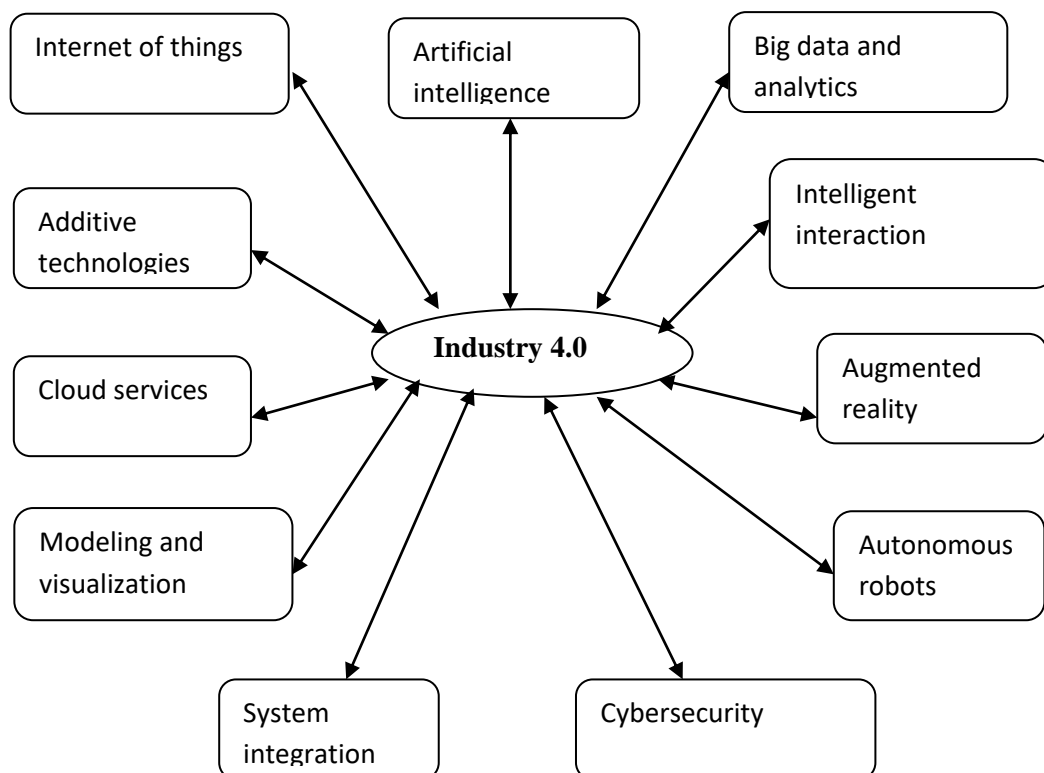 Internet of things
Artificial
intelligence
Big data and
analytics
Additive
technologies
Intelligent
interaction
Industry 4.0
Cloud services
Augmented
reality
Modeling and
visualization
Autonomous
robots
System
integration
Cybersecurity